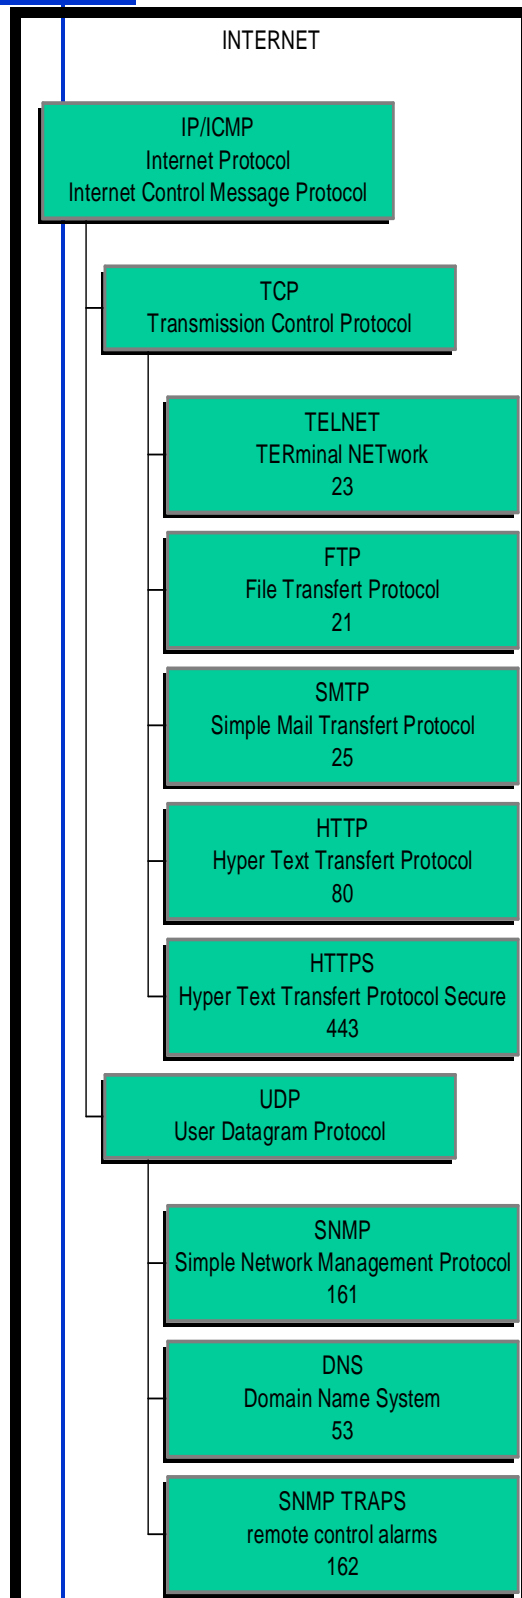 INTERNET
IP/ICMP
Internet Protocol
Internet Control Message Protocol
TCP
Transmission Control Protocol
TELNET
TERminal NETwork
23
FTP
File Transfert Protocol
21
SMTP
Simple Mail Transfert Protocol
25
HTTP
Hyper Text Transfert Protocol
80
HTTPS
Hyper Text Transfert Protocol Secure
443
UDP
User Datagram Protocol
SNMP
Simple Network Management Protocol
161
DNS
Domain Name System
53
SNMP TRAPS
remote control alarms
162